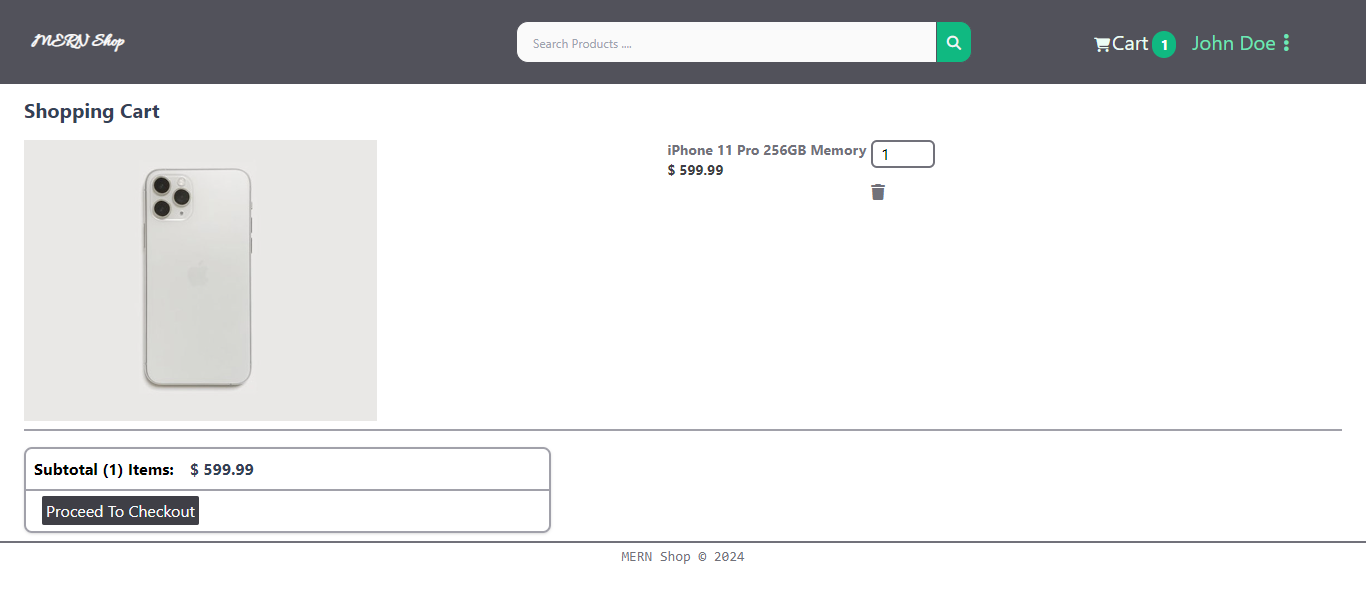 MERN Shop
Search Products ....
Cart 1
John Doe
Shopping Cart
iPhone 11 Pro 256GB Memory
$ 599.99
1
Subtotal (1) Items: $ 599.99
Proceed To Checkout
MERN Shop © 2024